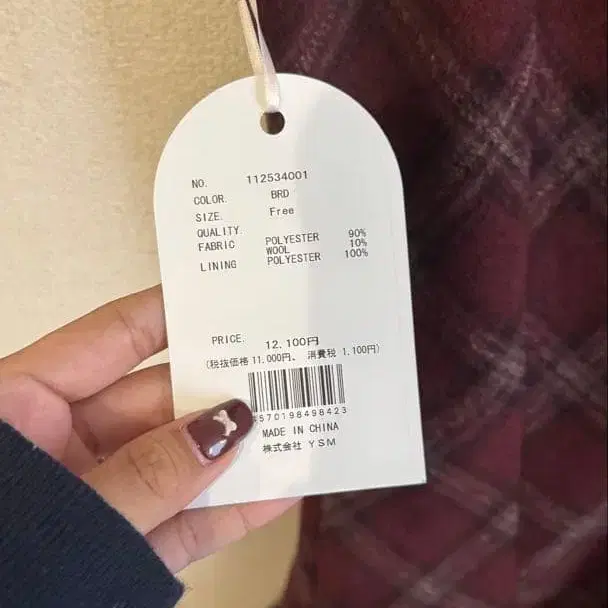 NO. 112534001
COLOR. BRD
SIZE. Free
QUALITY.
FABRIC POLYESTER 90%
WOOL 10%
LINING POLYESTER 100%
PRICE. 12,100円
(税抜価格 11,000円、 消費税 1,100円)
570198498423
MADE IN CHINA
株式会社 YSM